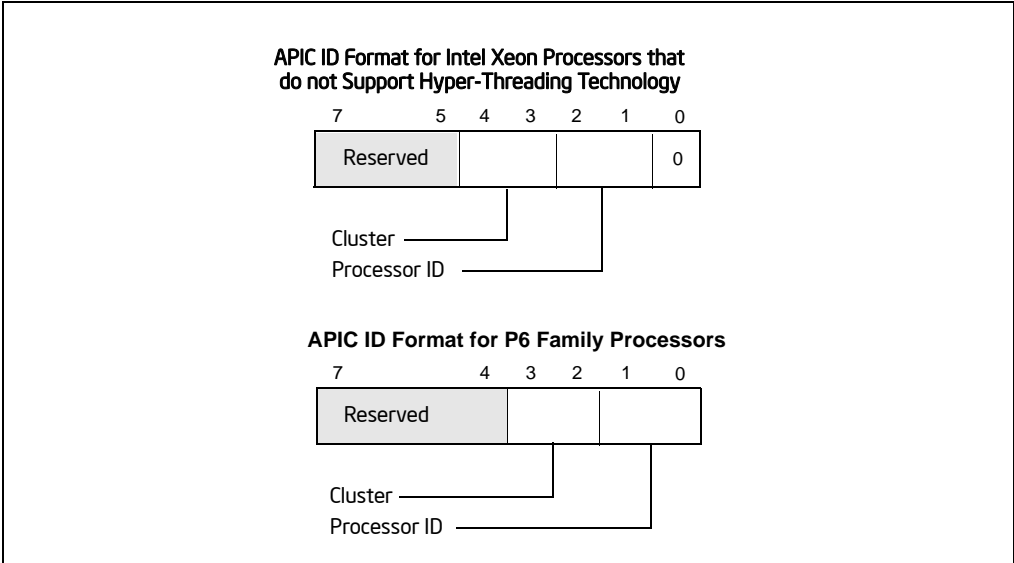 APIC ID Format for Intel Xeon Processors that
do not Support Hyper-Threading Technology
7 5 4 3 2 1 0
Reserved 0
Cluster
Processor ID
APIC ID Format for P6 Family Processors
7 4 3 2 1 0
Reserved
Cluster
Processor ID